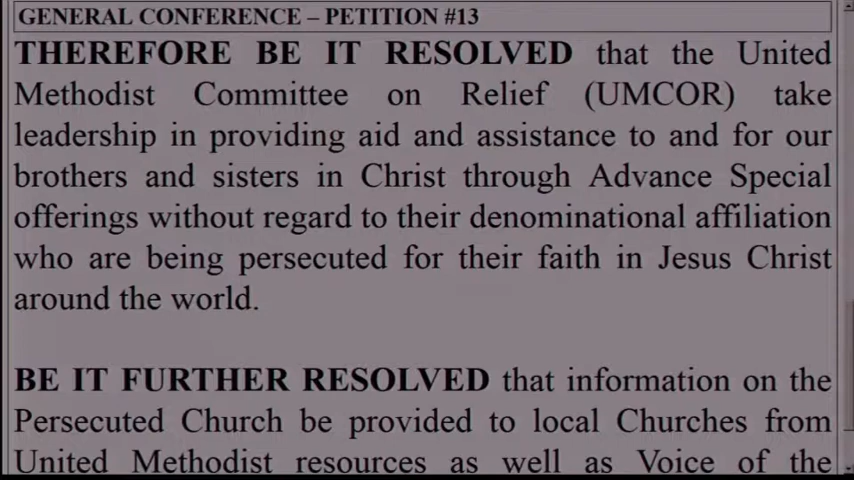 GENERAL CONFERENCE – PETITION #13
THEREFORE BE IT RESOLVED that the United
Methodist Committee on Relief (UMCOR) take
leadership in providing aid and assistance to and for our
brothers and sisters in Christ through Advance Special
offerings without regard to their denominational affiliation
who are being persecuted for their faith in Jesus Christ
around the world.
BE IT FURTHER RESOLVED that information on the
Persecuted Church be provided to local Churches from
United Methodist resources as well as Voice of the